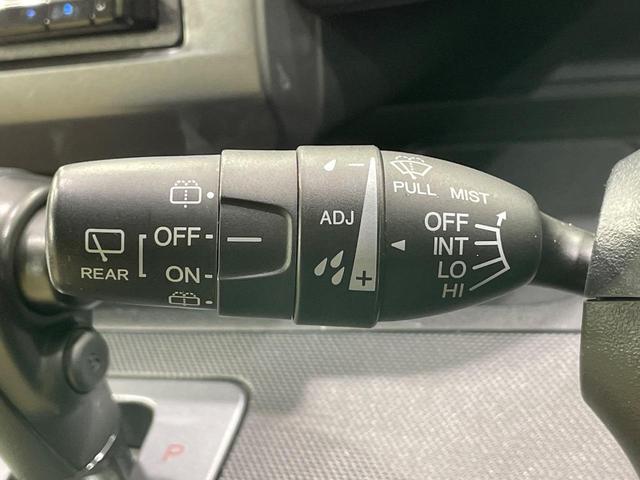 REAR
OFF
ON
ADJ
− 
+
PULL MIST
OFF
INT
LO
HI
P